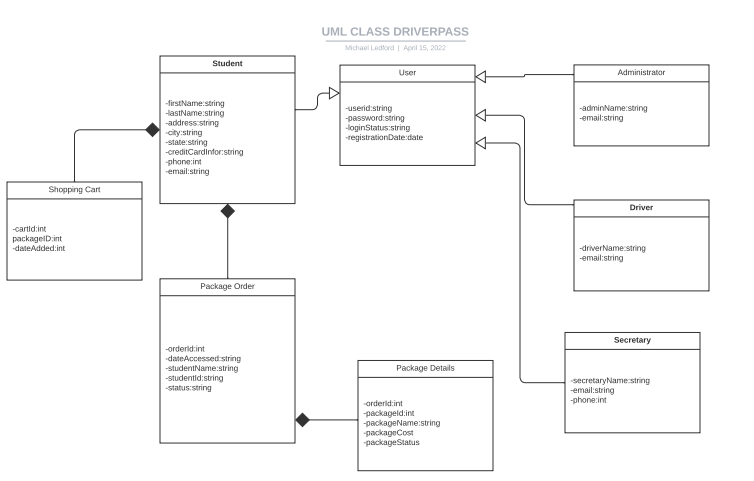 UML CLASS DRIVERPASS
Michael Ledford | April 15, 2022
Student
-firstName:string
-lastName:string
-address:string
-city:string
-state:string
-creditCardInfor:string
-phone:int
-email:string
User
-userid:string
-password:string
-loginStatus:string
-registrationDate:date
Administrator
-adminName:string
-email:string
Shopping Cart
-cartId:int
packageID:int
-dateAdded:int
Driver
-driverName:string
-email:string
Package Order
-orderId:int
-dateAccessed:string
-studentName:string
-studentId:string
-status:string
Package Details
-orderId:int
-packageId:int
-packageName:string
-packageCost
-packageStatus
Secretary
-secretaryName:string
-email:string
-phone:int